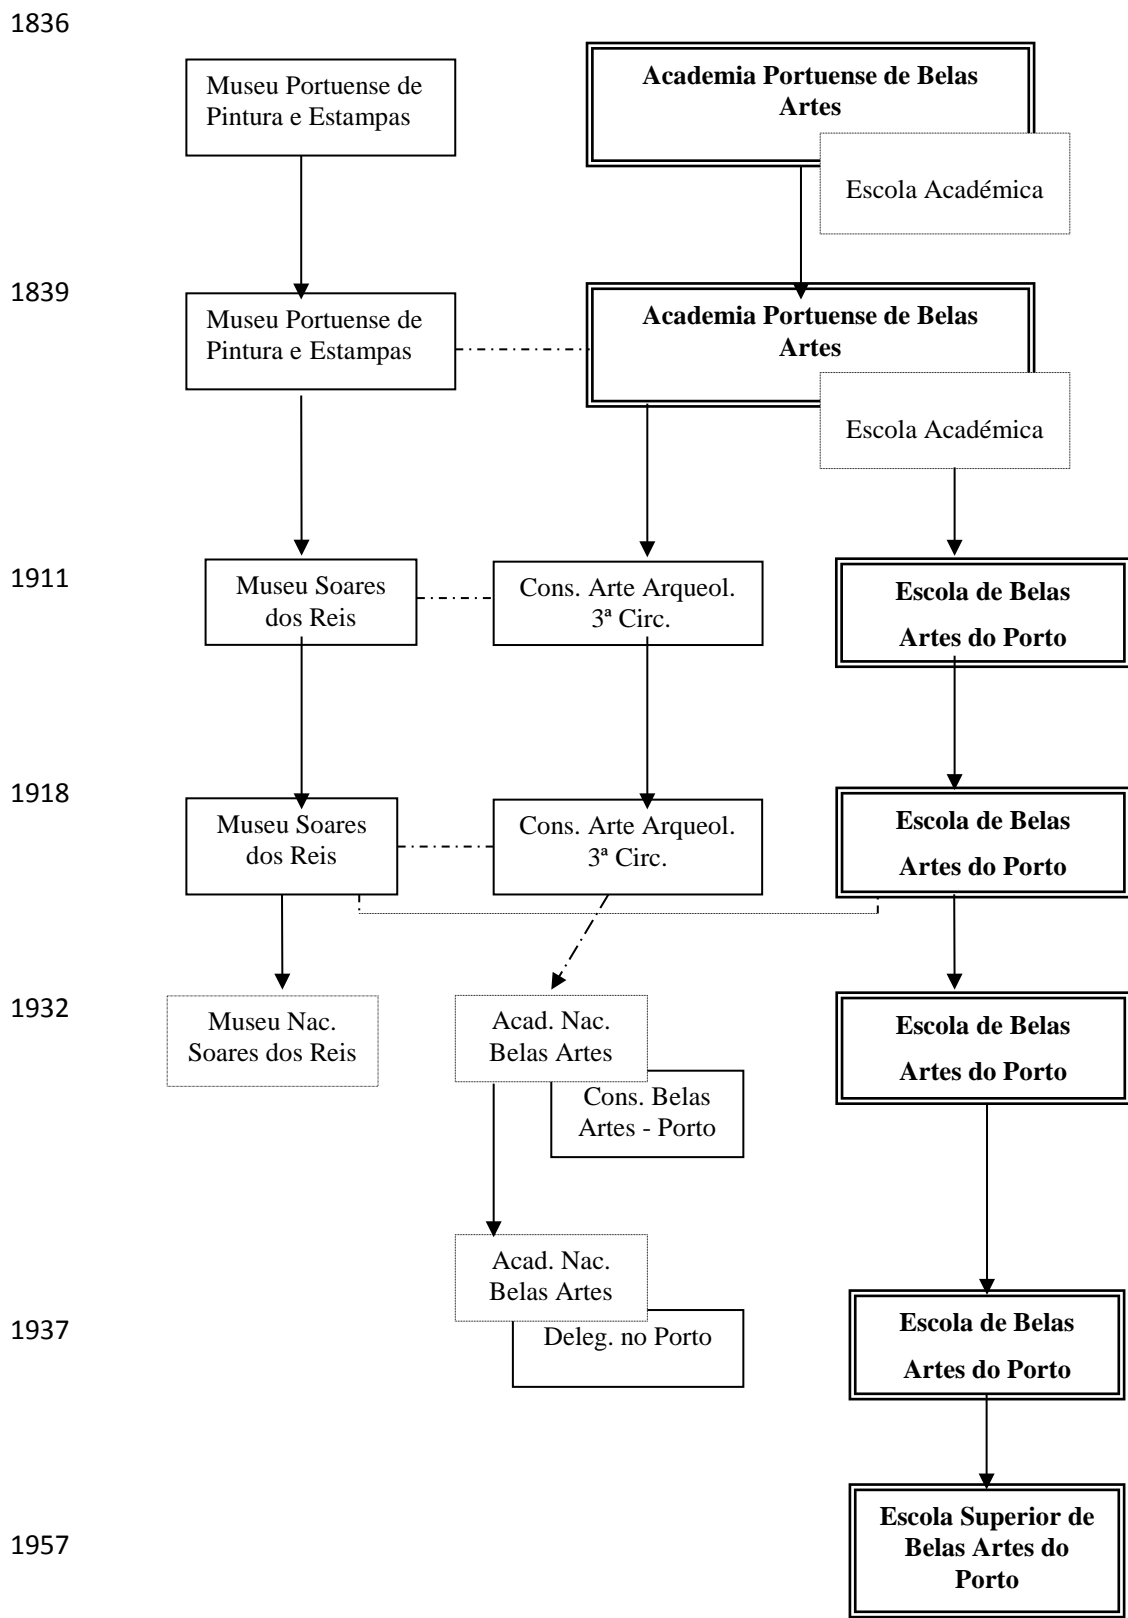 1836
Museu Portuense de
Pintura e Estampas
Academia Portuense de Belas
Artes
Escola Académica
1839
Museu Portuense de
Pintura e Estampas
Academia Portuense de Belas
Artes
Escola Académica
1911
Museu Soares
dos Reis
Cons. Arte Arqueol.
3ª Circ.
Escola de Belas
Artes do Porto
1918
Museu Soares
dos Reis
Cons. Arte Arqueol.
3ª Circ.
Escola de Belas
Artes do Porto
1932
Museu Nac.
Soares dos Reis
Acad. Nac.
Belas Artes
Cons. Belas
Artes - Porto
Escola de Belas
Artes do Porto
1937
Acad. Nac.
Belas Artes
Deleg. no Porto
Escola de Belas
Artes do Porto
1957
Escola Superior de
Belas Artes do
Porto